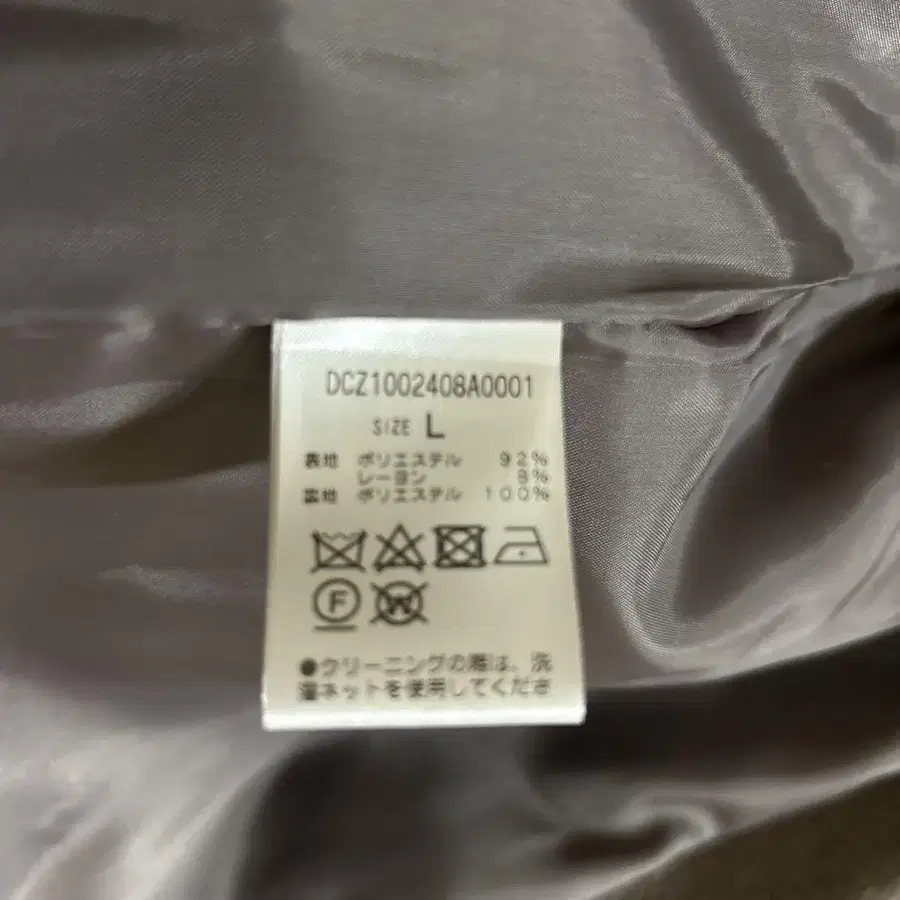 DCZ1002408A0001
SIZE L
表地 ポリエステル 92%
レーヨン 8%
裏地 ポリエステル 100%
F
W
●クリーニングの際は、洗
濯ネットを使用してくださ